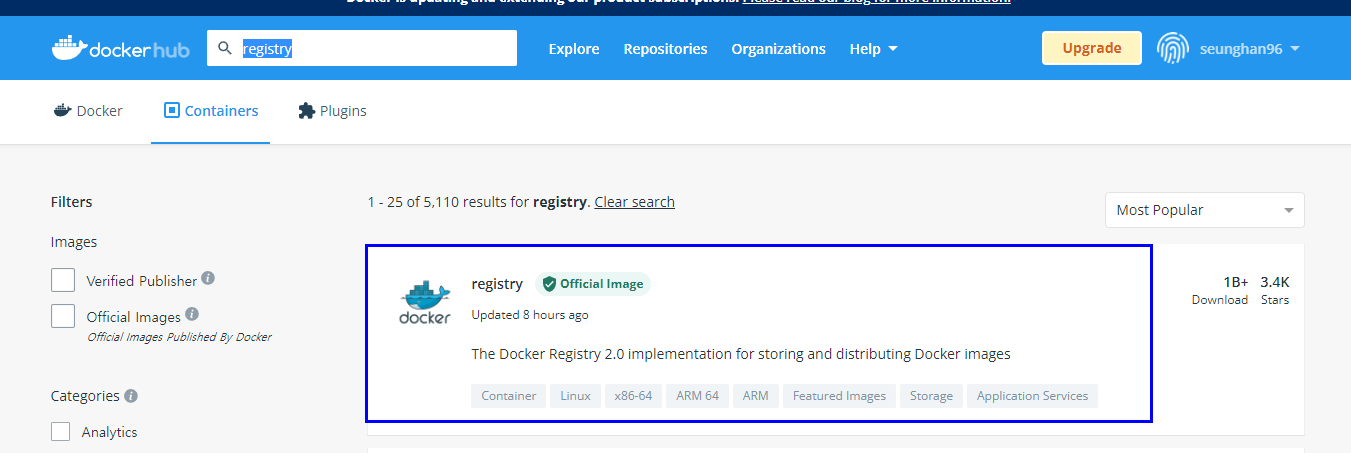 Docker is updating and extending our product subscriptions. Please read our blog for more information.
dockerhub
registry
Explore
Repositories
Organizations
Help
Upgrade
seunghan96
Docker
Containers
Plugins
Filters
1 - 25 of 5,110 results for registry. Clear search
Most Popular
Images
Verified Publisher
Official Images
Official Images Published By Docker
Categories
Analytics
docker
registry
Official Image
Updated 8 hours ago
The Docker Registry 2.0 implementation for storing and distributing Docker images
Container
Linux
x86-64
ARM 64
ARM
Featured Images
Storage
Application Services
1B+
Download
3.4K
Stars